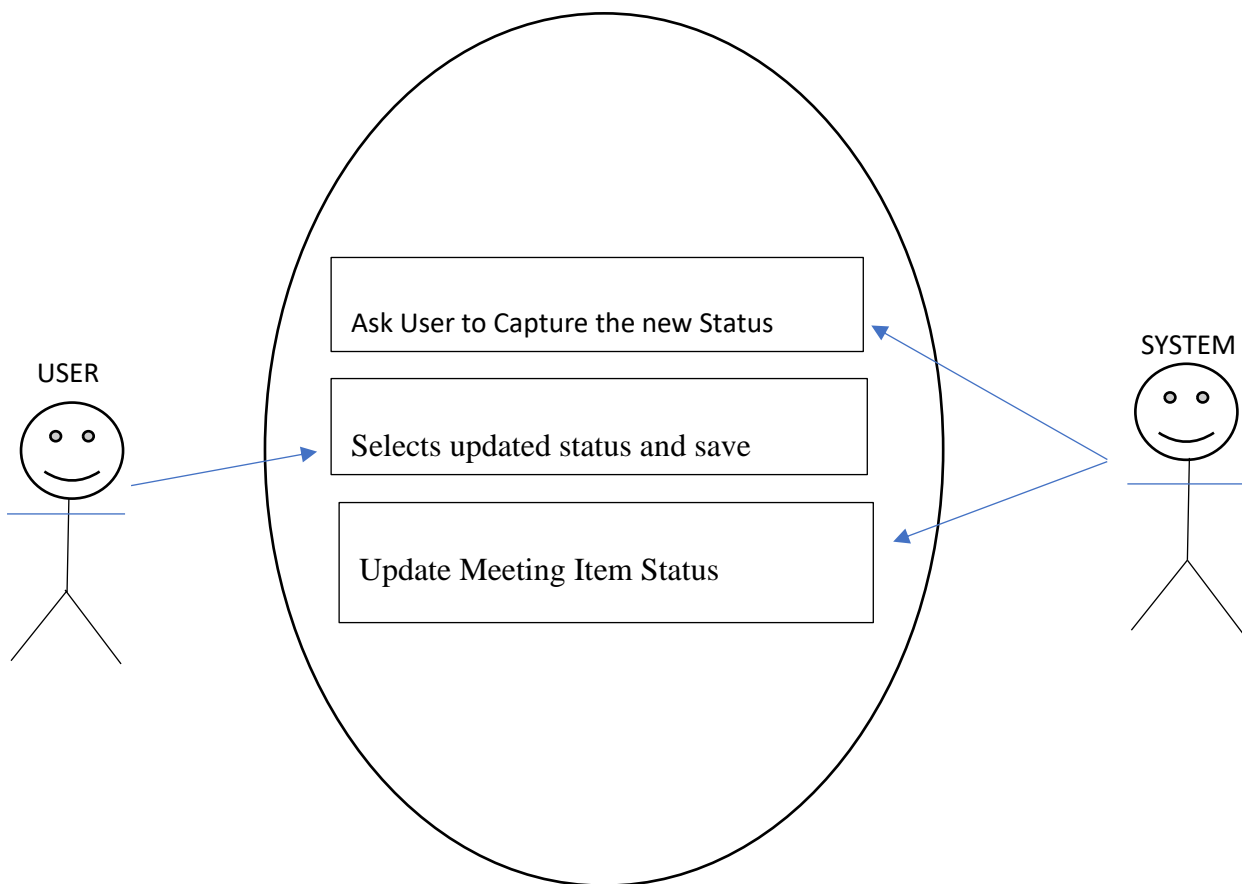 Ask User to Capture the new Status
SYSTEM
USER
Selects updated status and save
Update Meeting Item Status